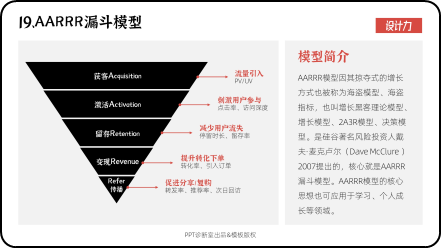 19.AARRR漏斗模型
设计力
获客Acquisition
流量引入
PV/UV
激活Activation
刺激用户参与
点击率、访问深度
留存Retention
减少用户流失
停留时长、留存率
变现Revenue
提升转化下单
转化率、引入订单
Refer
传播
促进分享/复购
转发率、推荐率、次日回访
模型简介
AARRR模型因其掠夺式的增长
方式也被称为海盗模型、海盗
指标，也叫增长黑客理论模型、
增长模型、2A3R模型、决策模
型，是硅谷著名风险投资人戴
夫·麦克卢尔（Dave McClure ）
2007提出的，核心就是AARRR
漏斗模型。AARRR模型的核心
思想也可应用于学习、个人成
长等领域。
PPT诊断室出品&模板版权